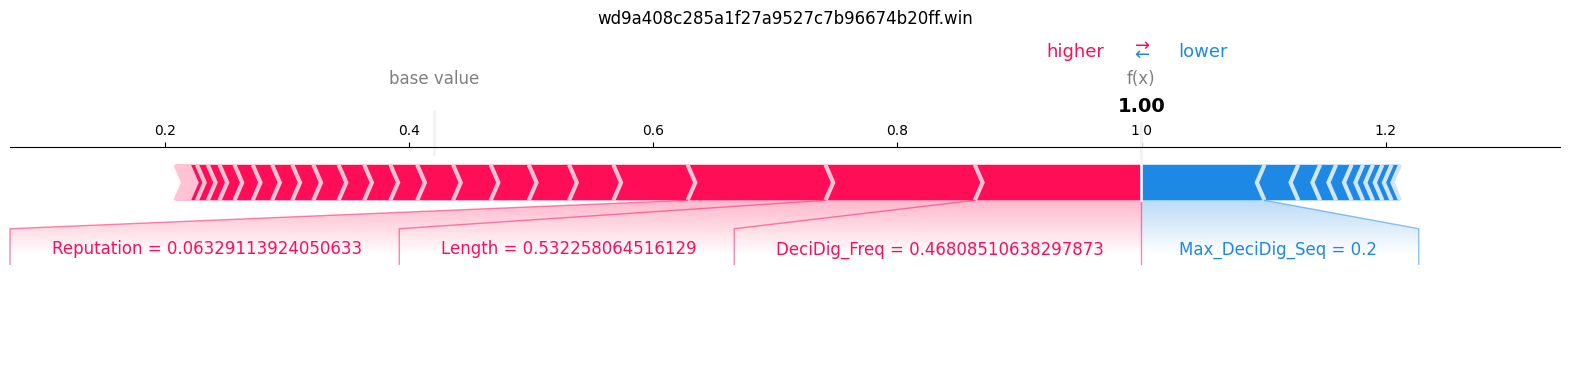 wd9a408c285a1f27a9527c7b96674b20ff.win
higher ⇄ lower
base value f(x)
1.00
0.2 0.4 0.6 0.8 1.0 1.2
Reputation = 0.06329113924050633 Length = 0.532258064516129 DeciDig_Freq = 0.46808510638297873 Max_DeciDig_Seq = 0.2